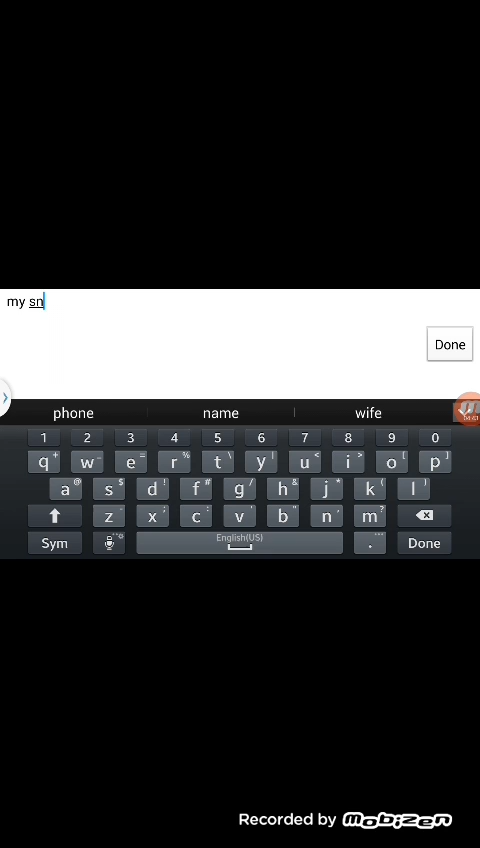 my sn
Done
phone name wife
1 2 3 4 5 6 7 8 9 0
q + w _ e = r % t \ y | u < i > o [ p ]
a @ s $ d ! f # g / h & j * k ( l )
z - x ; c : v ' b " n , m ?
Sym English(US) . ... Done
Recorded by Mobizen